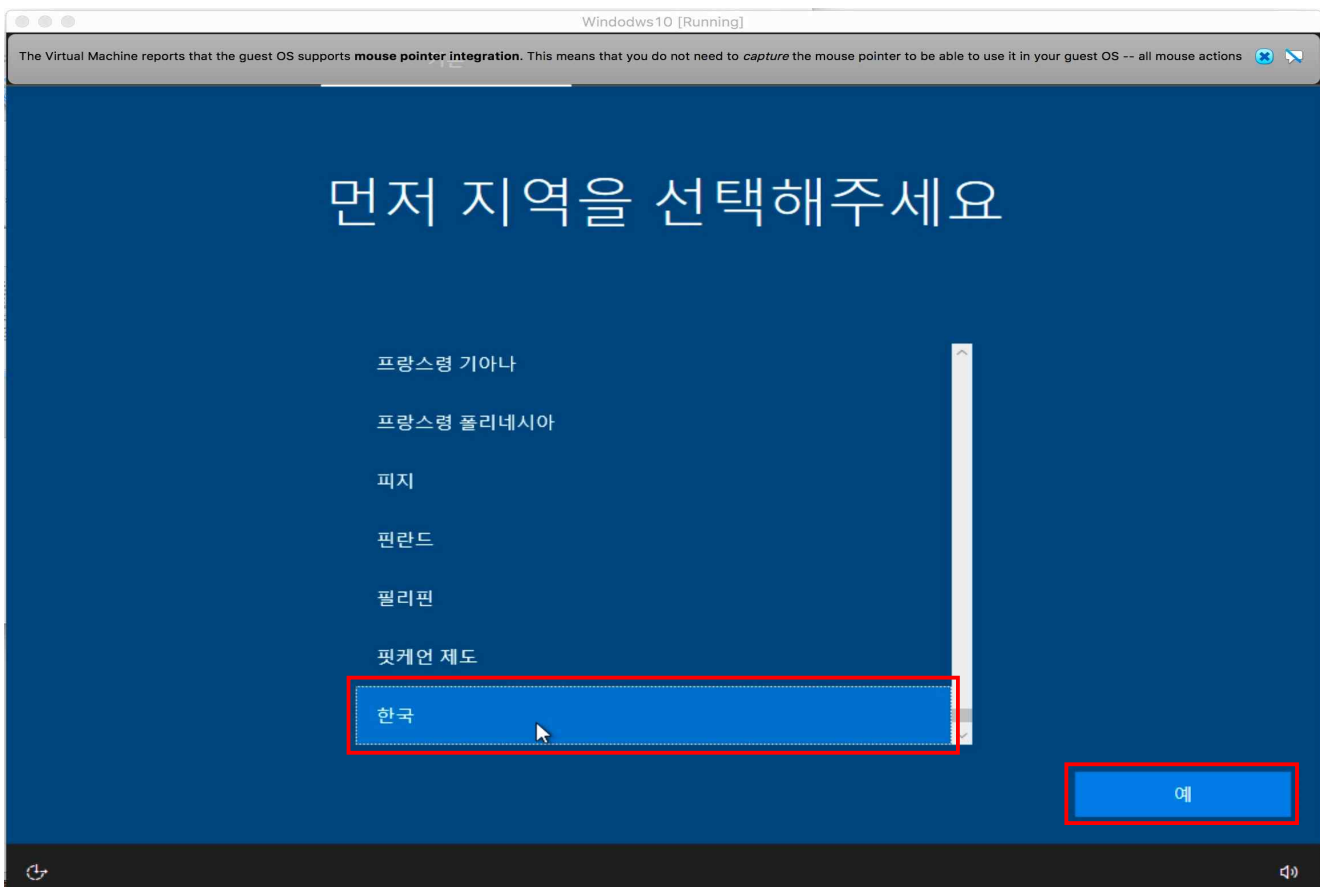 Windodws10 [Running]
The Virtual Machine reports that the guest OS supports mouse pointer integration. This means that you do not need to capture the mouse pointer to be able to use it in your guest OS -- all mouse actions
먼저 지역을 선택해주세요
프랑스령 기아나
프랑스령 폴리네시아
피지
핀란드
필리핀
핏케언 제도
한국
예